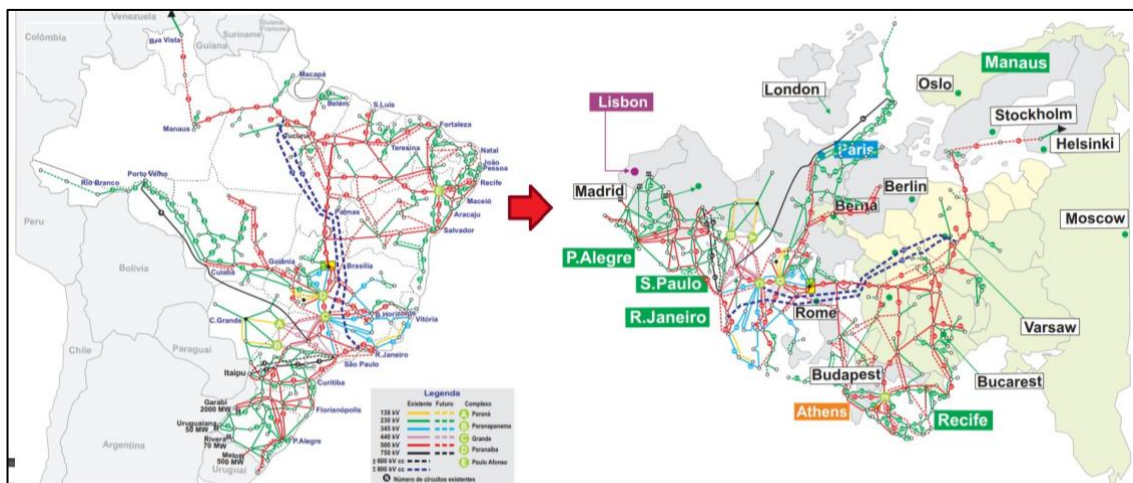 Venezuela
Colômbia
Guiana
Suriname
Guiana
Francesa
Boa Vista
Macapá
Belém
S.Luis
Manaus
Tucuruí
Fortaleza
Teresina
Natal
João
Pessoa
Recife
Maceió
Aracaju
Salvador
Rio Branco
Porto Velho
Palmas
Peru
Bolívia
Cuiabá
Goiânia
Brasília
C.Grande
B.Horizonte
Vitória
Paraguai
Chile
R.Janeiro
São Paulo
Itaipu
Curitiba
Florianópolis
Garabi
2000 MW
Uruguaiana
50 MW
Rivera
70 MW
Melo
500 MW
P.Alegre
Argentina
Uruguai
Legenda
Existente Futuro Complexo
138 kV
230 kV
345 kV
440 kV
500 kV
750 kV
± 600 kV cc
± 800 kV cc
A Paraná
B Paranapanema
C Grande
D Paranaíba
E Paulo Afonso
N Número de circuitos existentes
Lisbon
London
Oslo
Manaus
Stockholm
Helsinki
Paris
Madrid
Berlin
Berna
Moscow
P.Alegre
S.Paulo
R.Janeiro
Rome
Varsaw
Budapest
Bucarest
Athens
Recife